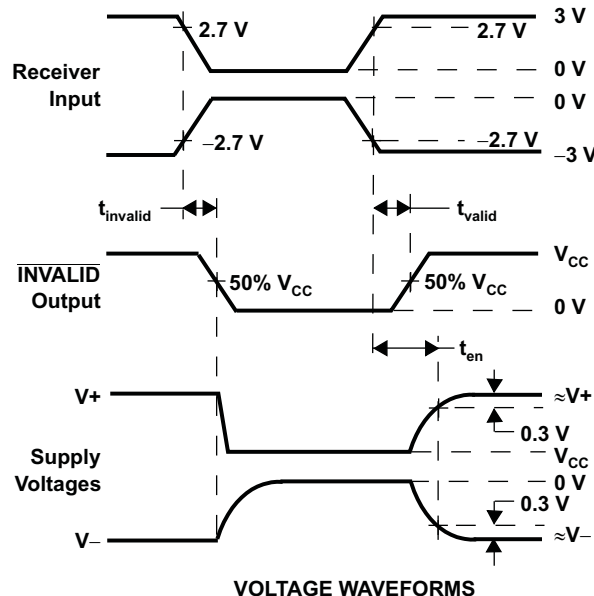 3 V
2.7 V
2.7 V
Receiver
Input
0 V
0 V
–2.7 V
–2.7 V
–3 V
tinvalid
tvalid
INVALID
Output
VCC
50% VCC
50% VCC
0 V
ten
V+
≈V+
0.3 V
Supply
Voltages
VCC
0 V
0.3 V
V–
≈V–
VOLTAGE WAVEFORMS